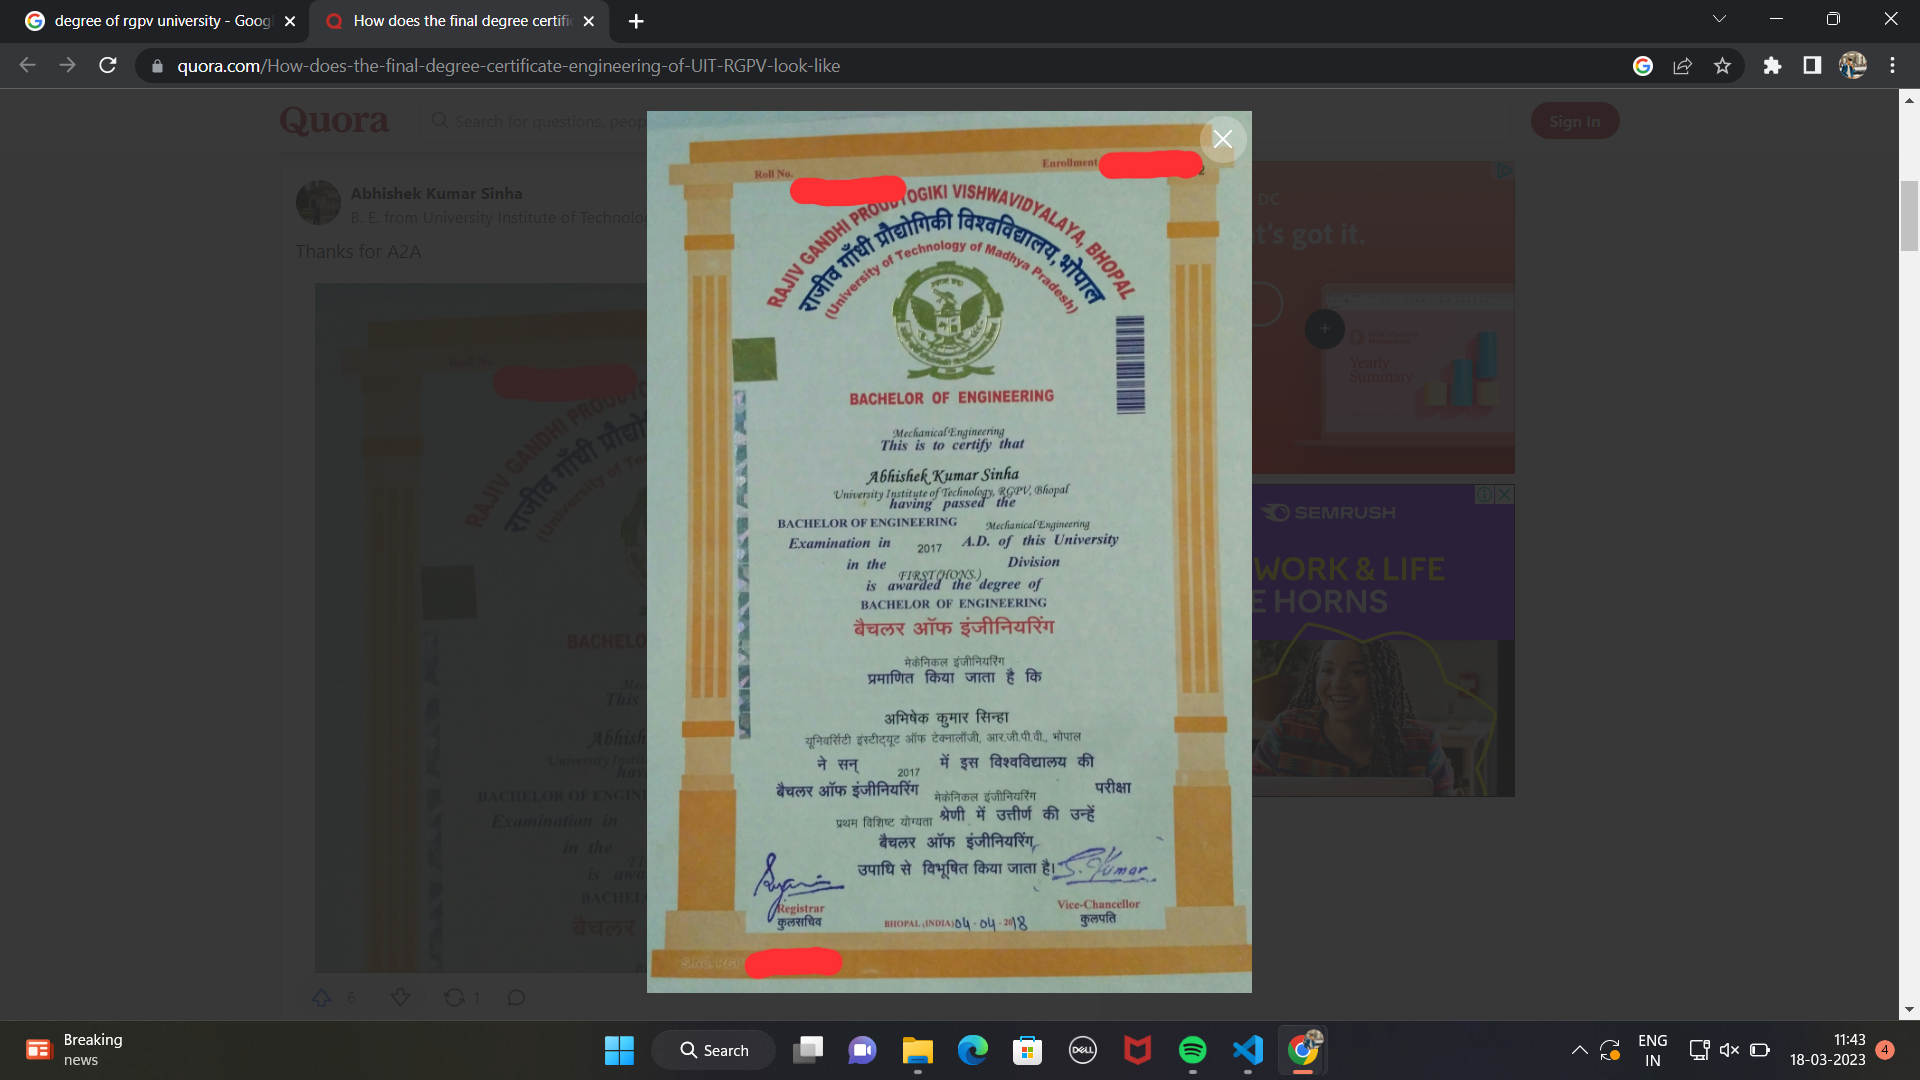 degree of rgpv university - Goog
How does the final degree certifi
quora.com/How-does-the-final-degree-certificate-engineering-of-UIT-RGPV-look-like
Quora
Search for questions, peop
Sign In
Abhishek Kumar Sinha
B. E. from University Institute of Technolo
Thanks for A2A
Roll No.
Enrollment
2
RAJIV GANDHI PROUDYOGIKI VISHWAVIDYALAYA, BHOPAL
राजीव गाँधी प्रौद्योगिकी विश्वविद्यालय, भोपाल
(University of Technology of Madhya Pradesh)
BACHELOR OF ENGINEERING
Mechanical Engineering
This is to certify that
Abhishek Kumar Sinha
University Institute of Technology, RGPV, Bhopal
having passed the
BACHELOR OF ENGINEERING Mechanical Engineering
Examination in 2017 A.D. of this University
in the FIRST(HONS.) Division
is awarded the degree of
BACHELOR OF ENGINEERING
बैचलर ऑफ इंजीनियरिंग
मेकेनिकल इंजीनियरिंग
प्रमाणित किया जाता है कि
अभिषेक कुमार सिन्हा
यूनिवर्सिटी इंस्टीट्यूट ऑफ टेक्नालॉजी, आर.जी.पी.वी., भोपाल
ने सन् 2017 में इस विश्वविद्यालय की
बैचलर ऑफ इंजीनियरिंग मेकेनिकल इंजीनियरिंग परीक्षा
प्रथम विशिष्ट योग्यता श्रेणी में उत्तीर्ण की उन्हें
बैचलर ऑफ इंजीनियरिंग
उपाधि से विभूषित किया जाता है।
S. Kumar
Registrar
कुलसचिव
BHOPAL (INDIA) 04-04-2018
Vice-Chancellor
कुलपति
DC
t's got it.
Yearly
Summary
SEMRUSH
WORK & LIFE
E HORNS
6
1
Breaking
news
Search
DELL
ENG
IN
11:43
18-03-2023
4